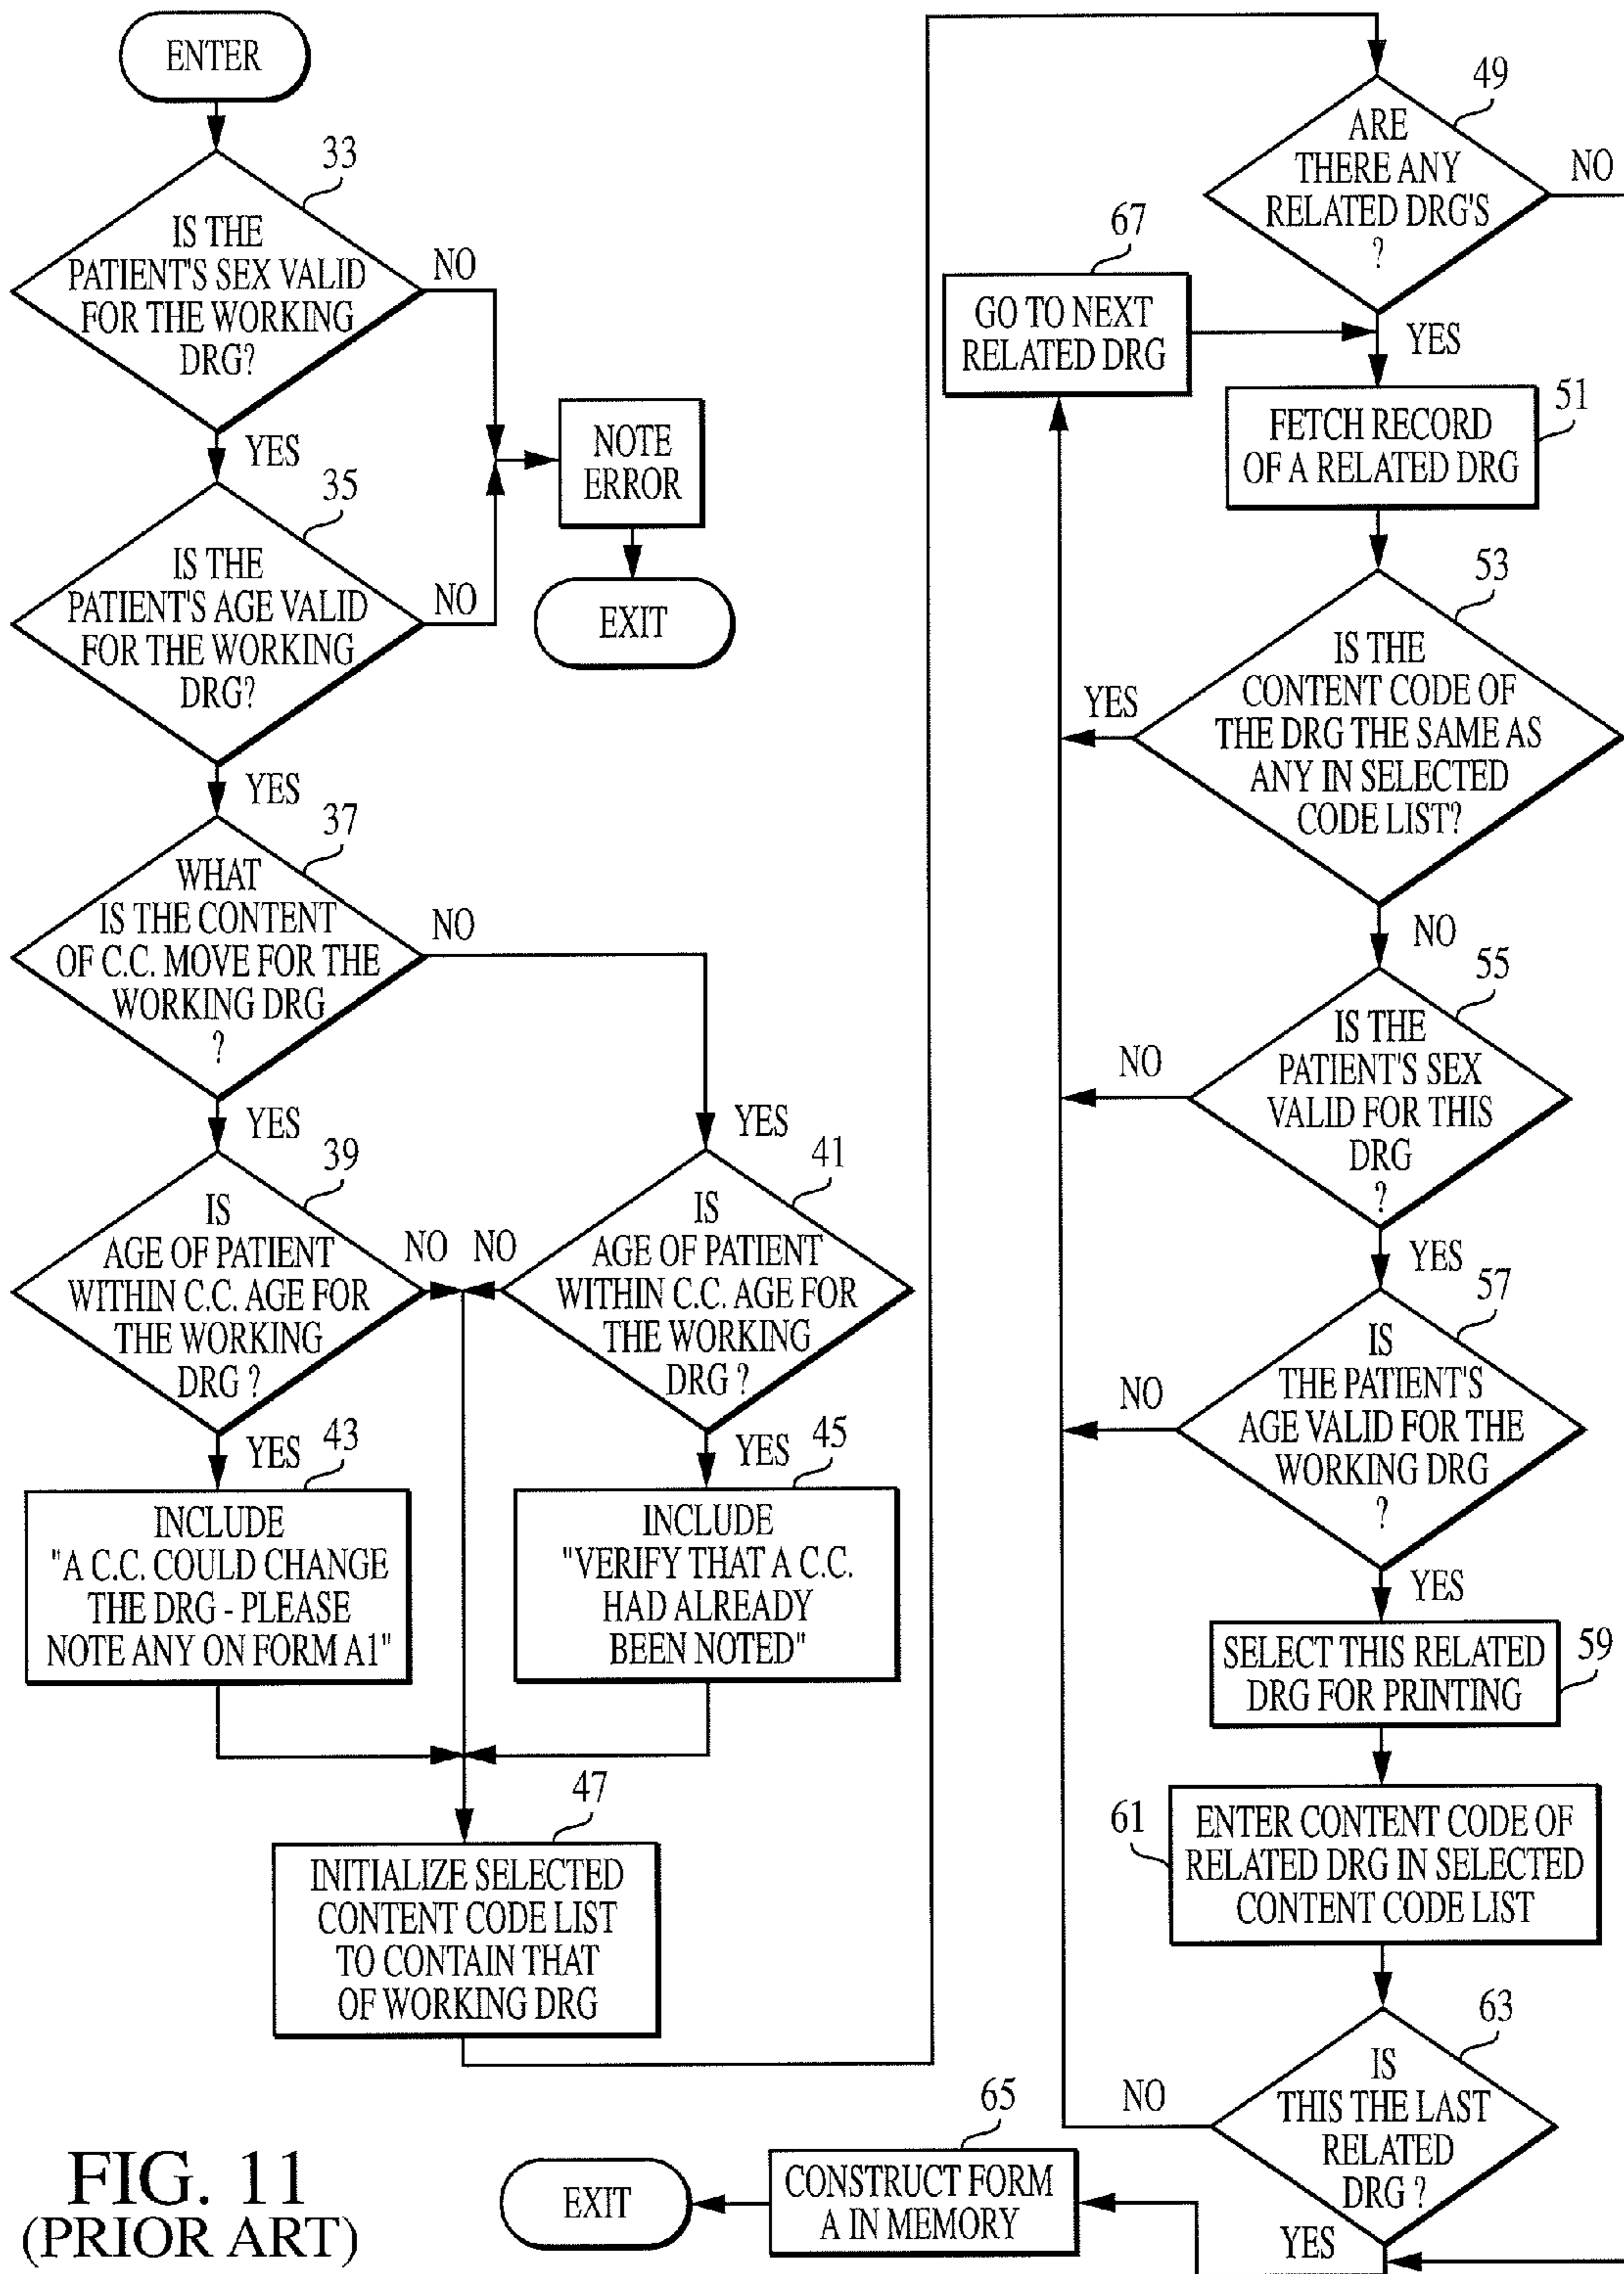 ENTER
33
IS THE
PATIENT'S SEX VALID
FOR THE WORKING
DRG?
NO
YES
35
IS THE
PATIENT'S AGE VALID
FOR THE WORKING
DRG?
NO
NOTE
ERROR
EXIT
YES
37
WHAT
IS THE CONTENT
OF C.C. MOVE FOR THE
WORKING DRG
?
NO
YES
YES
39
IS
AGE OF PATIENT
WITHIN C.C. AGE FOR
THE WORKING
DRG ?
NO
NO
41
IS
AGE OF PATIENT
WITHIN C.C. AGE FOR
THE WORKING
DRG ?
YES
43
INCLUDE
"A C.C. COULD CHANGE
THE DRG - PLEASE
NOTE ANY ON FORM A1"
YES
45
INCLUDE
"VERIFY THAT A C.C.
HAD ALREADY
BEEN NOTED"
47
INITIALIZE SELECTED
CONTENT CODE LIST
TO CONTAIN THAT
OF WORKING DRG
49
ARE
THERE ANY
RELATED DRG'S
?
NO
67
GO TO NEXT
RELATED DRG
YES
51
FETCH RECORD
OF A RELATED DRG
53
IS THE
CONTENT CODE OF
THE DRG THE SAME AS
ANY IN SELECTED
CODE LIST?
YES
NO
55
IS THE
PATIENT'S SEX
VALID FOR THIS
DRG
?
NO
YES
57
IS
THE PATIENT'S
AGE VALID FOR THE
WORKING DRG
?
NO
YES
59
SELECT THIS RELATED
DRG FOR PRINTING
61
ENTER CONTENT CODE OF
RELATED DRG IN SELECTED
CONTENT CODE LIST
63
IS
THIS THE LAST
RELATED
DRG ?
NO
YES
65
CONSTRUCT FORM
A IN MEMORY
EXIT
FIG. 11
(PRIOR ART)